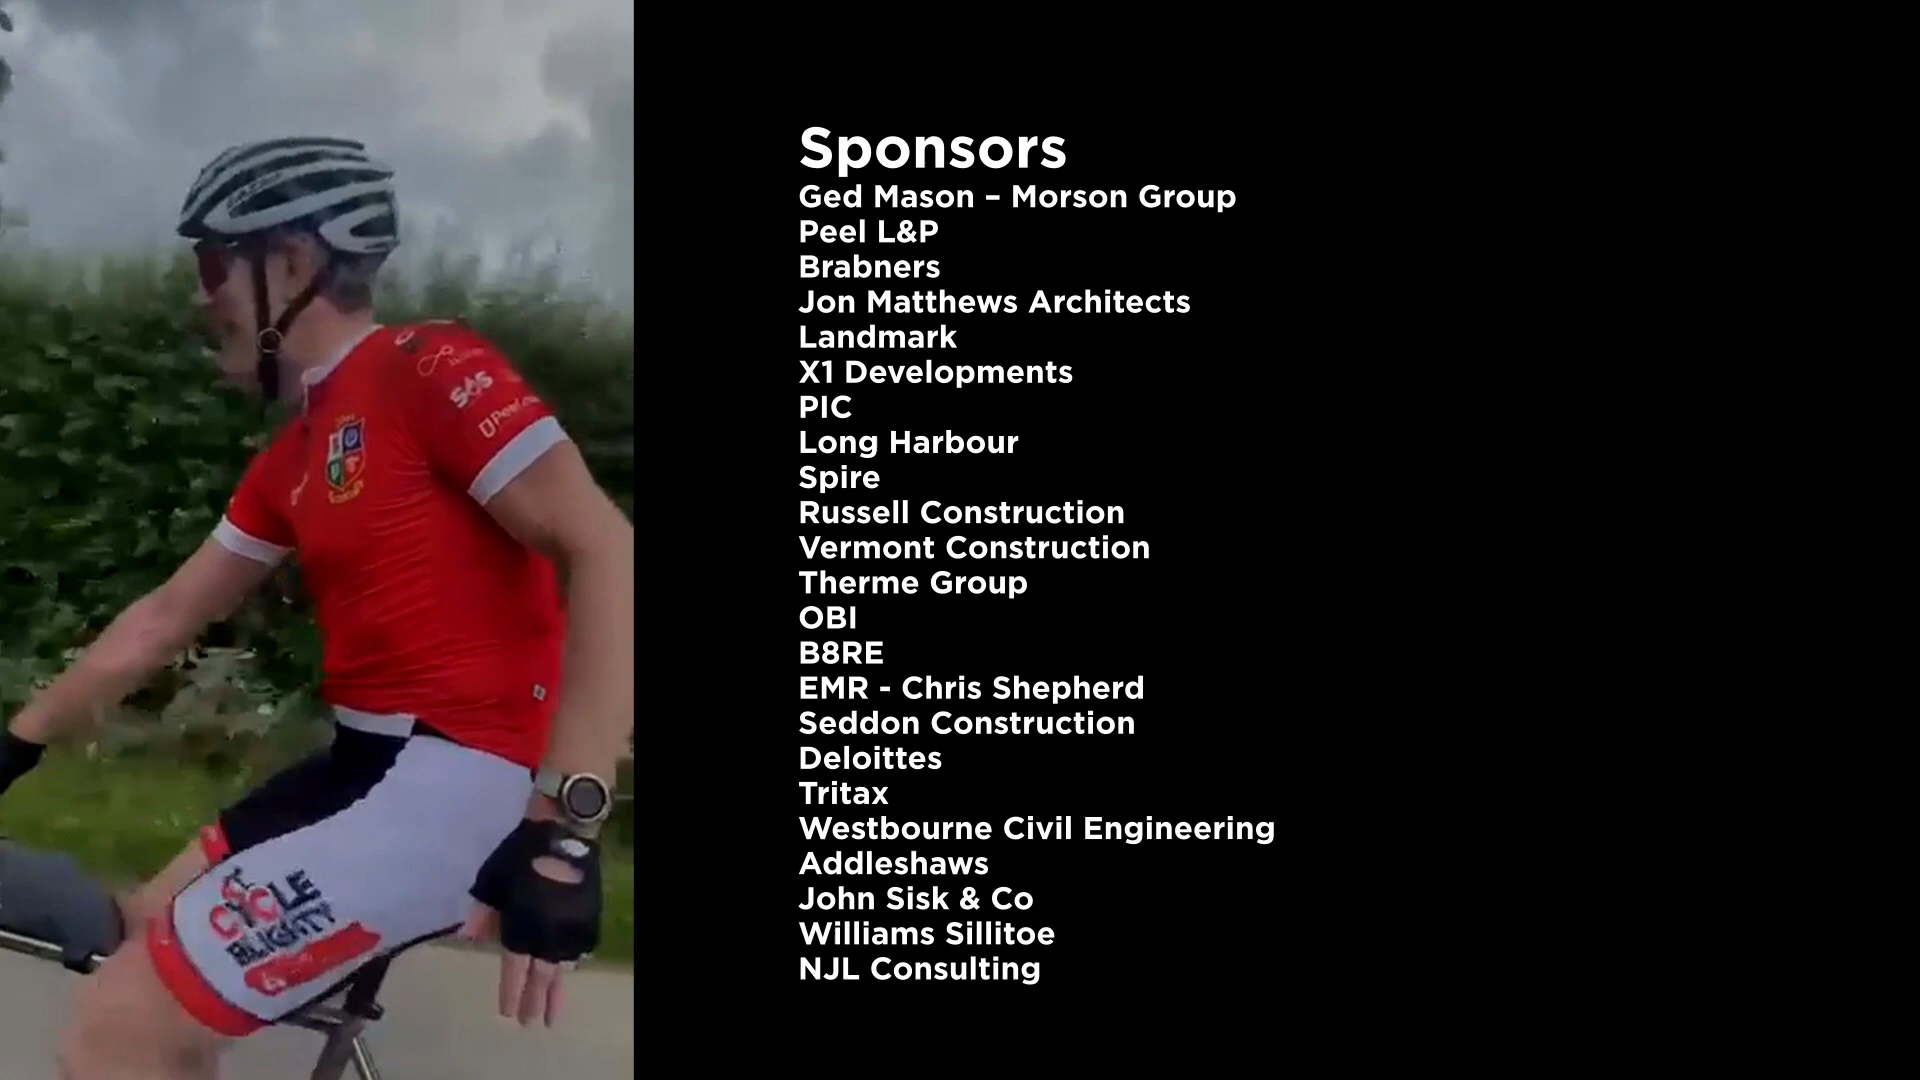 Sponsors
Ged Mason – Morson Group
Peel L&P
Brabners
Jon Matthews Architects
Landmark
X1 Developments
PIC
Long Harbour
Spire
Russell Construction
Vermont Construction
Therme Group
OBI
B8RE
EMR - Chris Shepherd
Seddon Construction
Deloittes
Tritax
Westbourne Civil Engineering
Addleshaws
John Sisk & Co
Williams Sillitoe
NJL Consulting
Peel
CYCLE
BLIGHTY